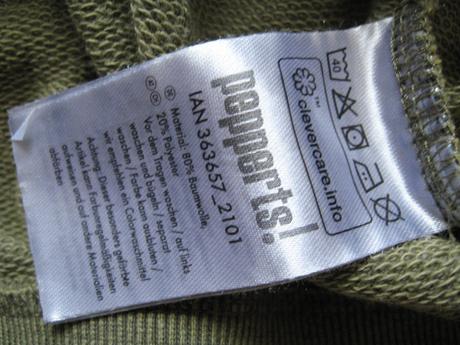 40
clevercare.info
pepperts!
IAN 363657_2101
Material: 80% Baumwolle,
20% Polyester
Vor dem Tragen waschen / auf links
waschen und bügeln / separat
waschen / Farbe kann ausbluten /
wir empfehlen ein Colorwaschmittel
Achtung: Dieser besonders gefärbte
Artikel kann Farbunregelmäßigkeiten
aufweisen und auf andere Materialien
abfärben